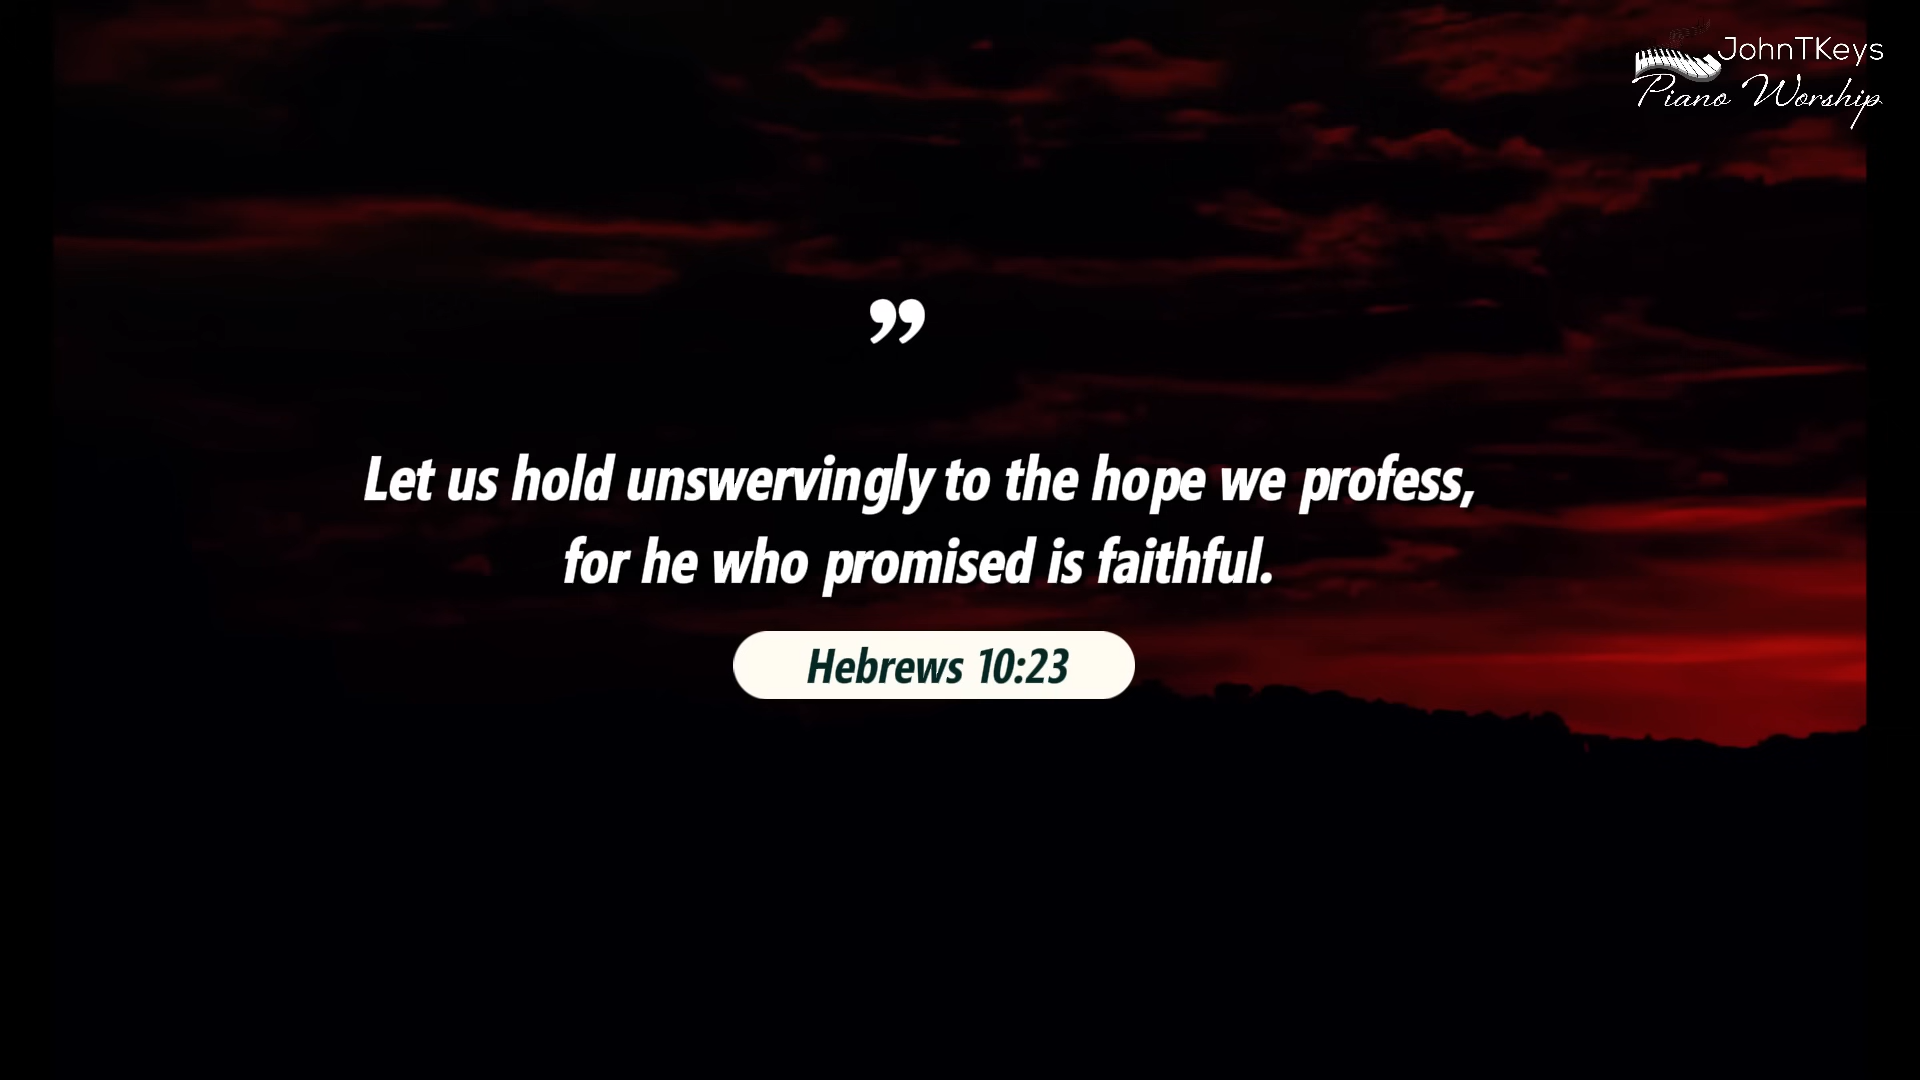 JohnTKeys
Piano Worship
”
Let us hold unswervingly to the hope we profess,
for he who promised is faithful.
Hebrews 10:23